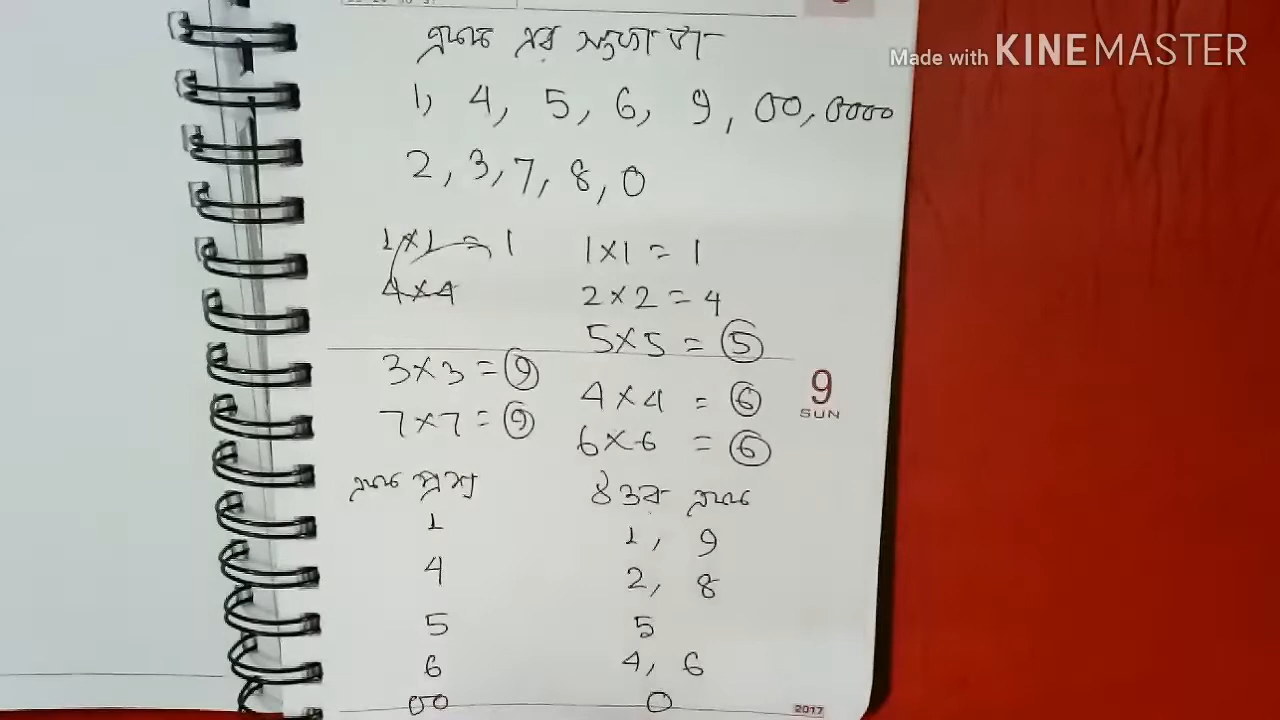 Made with KINEMASTER
এর
1, 4, 5, 6, 9, 00, 0000
2, 3, 7, 8, 0
1×1 = 1    1×1 = 1
4×4    2×2 = 4
5×5 = 5
3×3 = 9    4×4 = 6
7×7 = 9    6×6 = 6
9
SUN
1    1, 9
4    2, 8
5    5
6    4, 6
00    0
2017